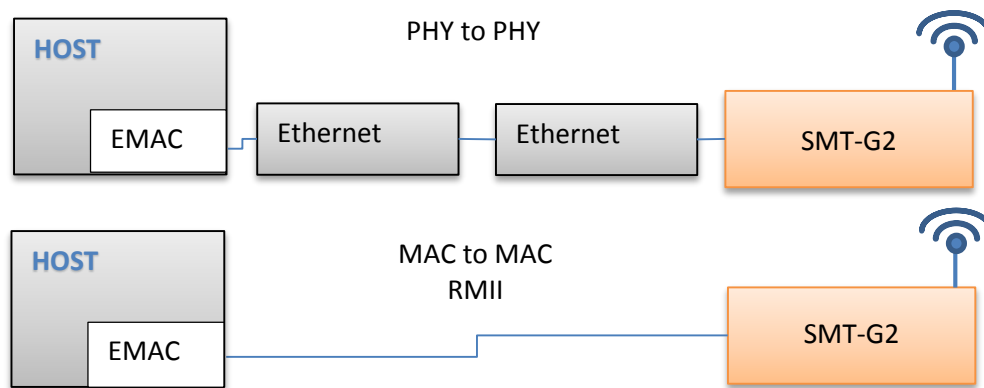 PHY to PHY
HOST
EMAC
Ethernet
Ethernet
SMT-G2
MAC to MAC
RMII
HOST
EMAC
SMT-G2